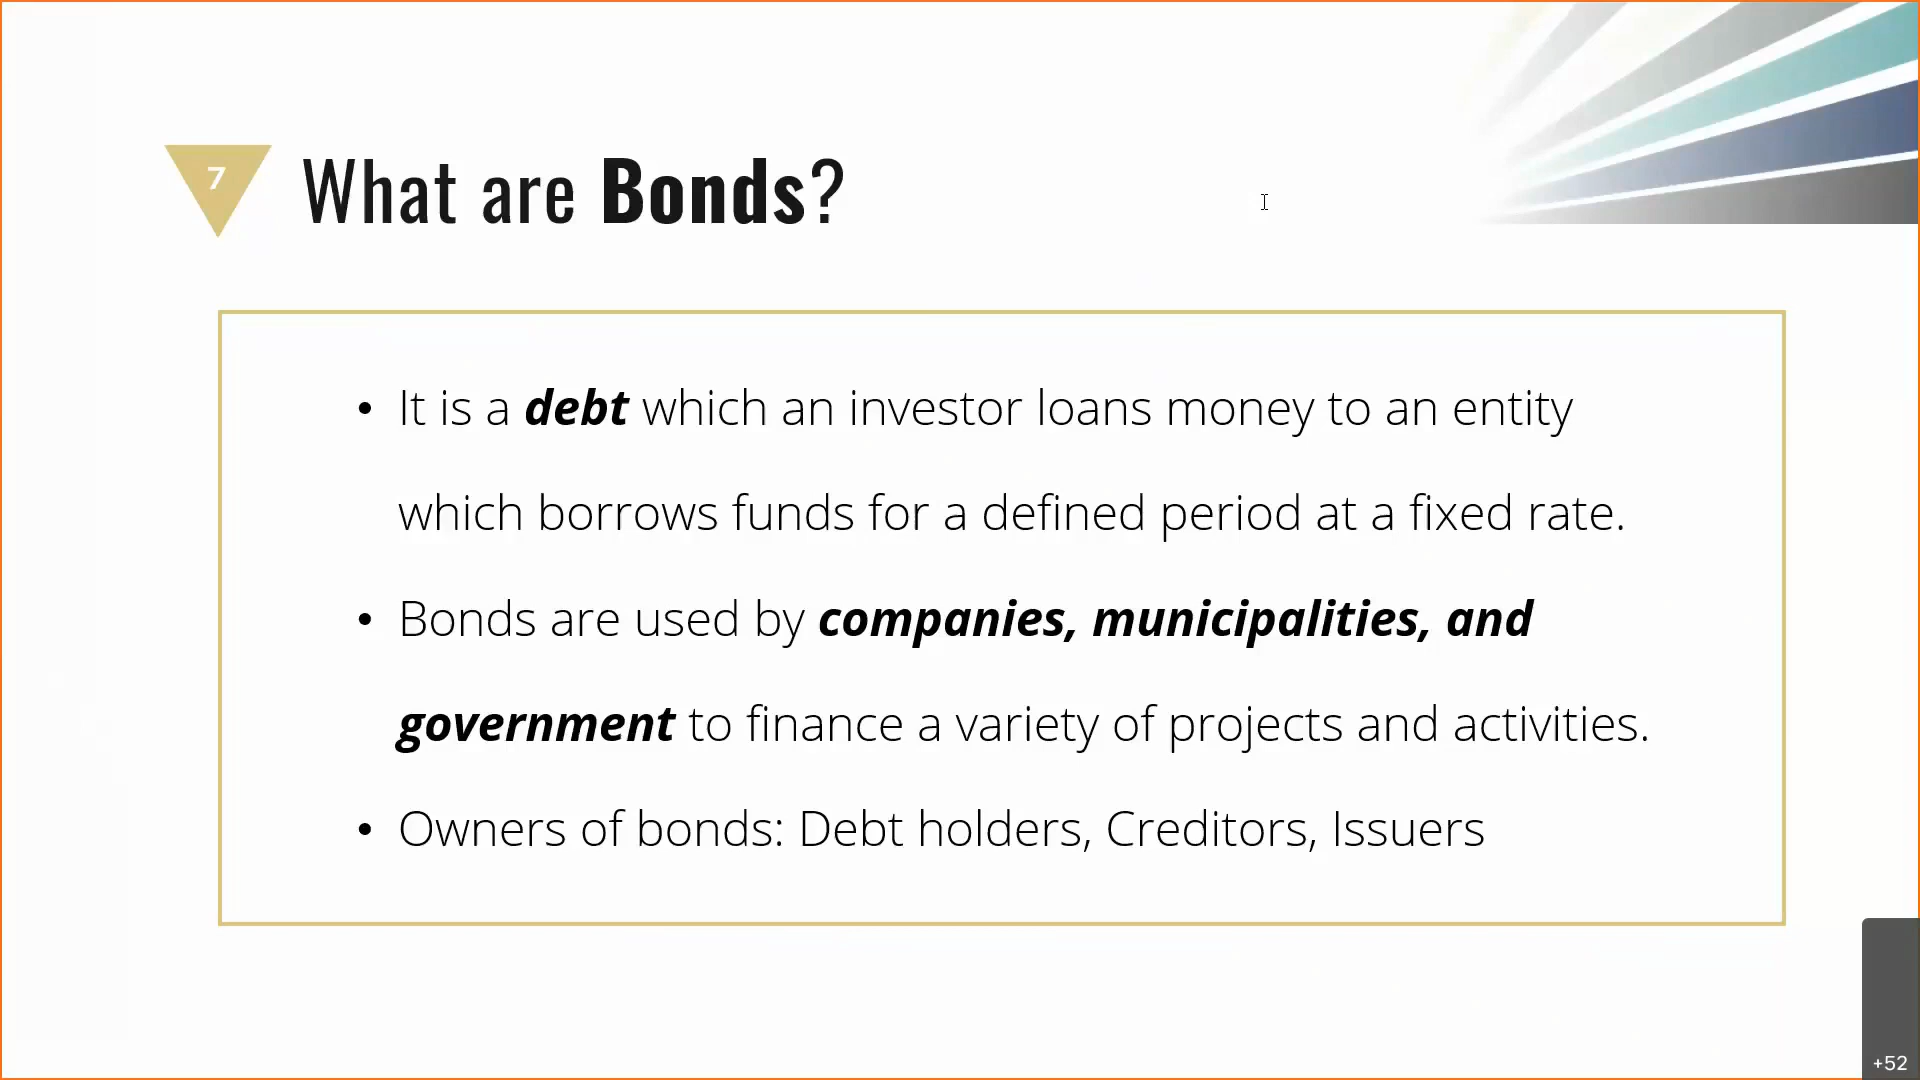 7
What are Bonds?
• It is a debt which an investor loans money to an entity
which borrows funds for a defined period at a fixed rate.
• Bonds are used by companies, municipalities, and
government to finance a variety of projects and activities.
• Owners of bonds: Debt holders, Creditors, Issuers
+52